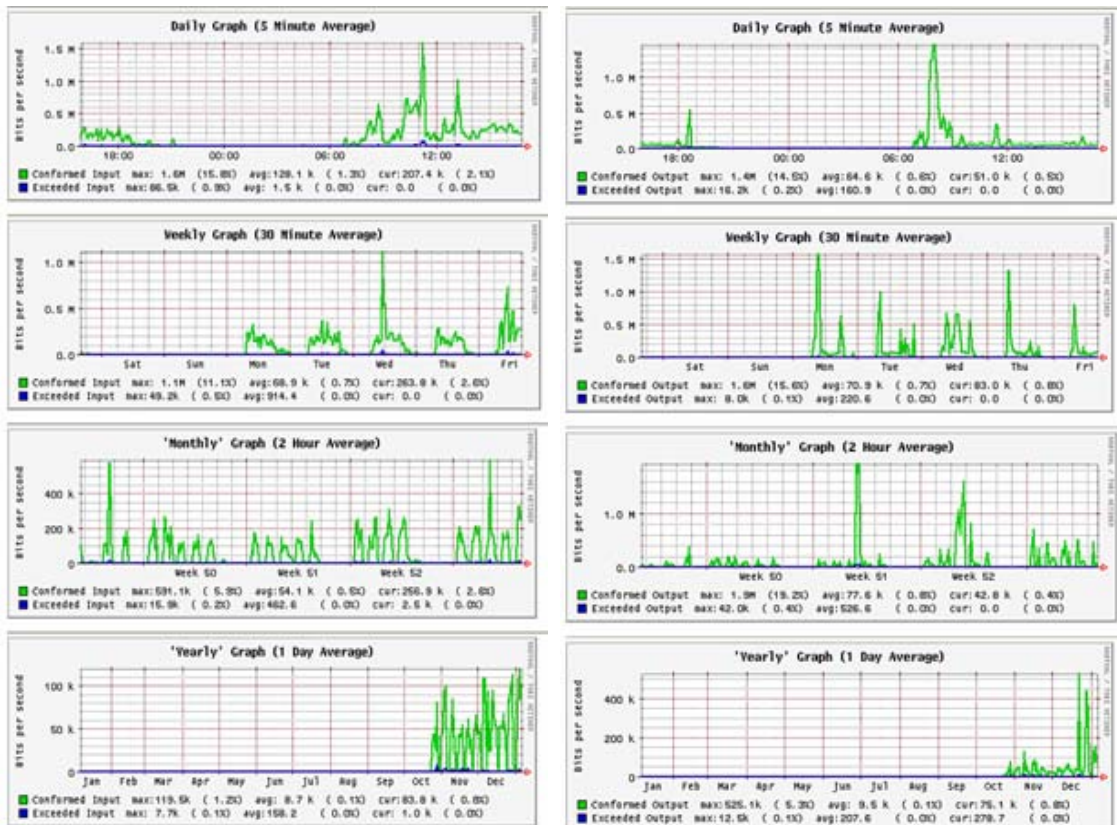 Daily Graph (5 Minute Average)
Bits per second
1.5 M
1.0 M
0.5 M
0.0
18:00 00:00 06:00 12:00
Conformed Input max: 1.6M (15.8%) avg:128.1 k ( 1.3%) cur:207.4 k ( 2.1%)
Exceeded Input max: 86.5k ( 0.9%) avg: 1.5 k ( 0.0%) cur: 0.0 ( 0.0%)
Weekly Graph (30 Minute Average)
Bits per second
1.0 M
0.5 M
0.0
Sat Sun Mon Tue Wed Thu Fri
Conformed Input max: 1.1M (11.1%) avg:68.9 k ( 0.7%) cur:263.8 k ( 2.6%)
Exceeded Input max: 49.2k ( 0.5%) avg:914.4 ( 0.0%) cur: 0.0 ( 0.0%)
'Monthly' Graph (2 Hour Average)
Bits per second
400 k
200 k
0
Week 50 Week 51 Week 52
Conformed Input max:591.1k ( 5.9%) avg:54.1 k ( 0.5%) cur:256.9 k ( 2.6%)
Exceeded Input max: 15.9k ( 0.2%) avg:462.6 ( 0.0%) cur: 2.5 k ( 0.0%)
'Yearly' Graph (1 Day Average)
Bits per second
100 k
50 k
0
Jan Feb Mar Apr May Jun Jul Aug Sep Oct Nov Dec
Conformed Input max:119.5k ( 1.2%) avg: 8.7 k ( 0.1%) cur:83.8 k ( 0.8%)
Exceeded Input max: 7.7k ( 0.1%) avg:158.2 ( 0.0%) cur: 1.0 k ( 0.0%)
Daily Graph (5 Minute Average)
Bits per second
1.0 M
0.5 M
0.0
18:00 00:00 07:00 12:00
Conformed Output max: 1.4M (14.5%) avg:64.6 k ( 0.6%) cur:51.0 k ( 0.5%)
Exceeded Output max:16.2k ( 0.2%) avg:160.9 ( 0.0%) cur: 0.0 ( 0.0%)
Weekly Graph (30 Minute Average)
Bits per second
1.5 M
1.0 M
0.5 M
0.0
Sat Sun Mon Tue Wed Thu Fri
Conformed Output max: 1.6M (15.6%) avg:70.9 k ( 0.7%) cur:83.0 k ( 0.8%)
Exceeded Output max: 8.0k ( 0.1%) avg:220.6 ( 0.0%) cur: 0.0 ( 0.0%)
'Monthly' Graph (2 Hour Average)
Bits per second
1.0 M
0.0
Week 50 Week 51 Week 52
Conformed Output max: 1.9M (19.2%) avg:77.6 k ( 0.8%) cur:42.8 k ( 0.4%)
Exceeded Output max:42.0k ( 0.4%) avg:526.6 ( 0.0%) cur: 0.0 ( 0.0%)
'Yearly' Graph (1 Day Average)
Bits per second
400 k
200 k
0
Jan Feb Mar Apr May Jun Jul Aug Sep Oct Nov Dec
Conformed Output max:525.1k ( 5.3%) avg: 9.5 k ( 0.1%) cur:75.1 k ( 0.8%)
Exceeded Output max:12.5k ( 0.1%) avg:207.6 ( 0.0%) cur:278.7 ( 0.0%)